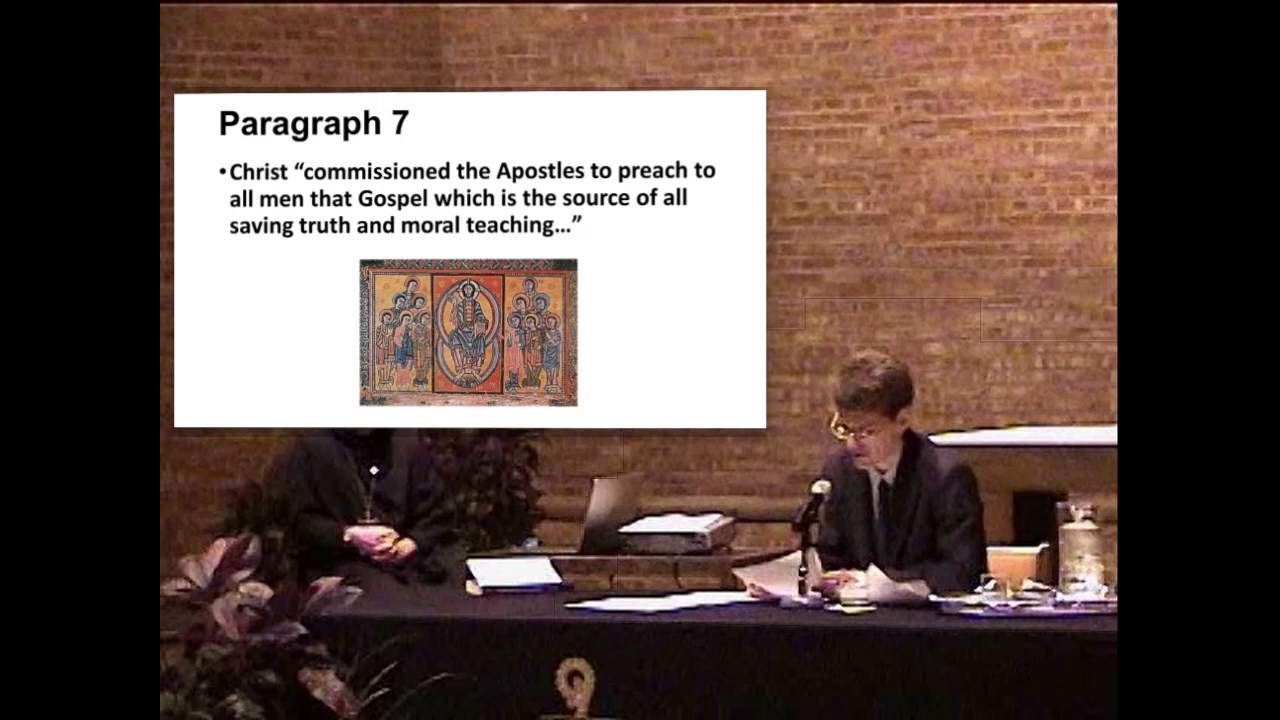 Paragraph 7
•Christ “commissioned the Apostles to preach to
all men that Gospel which is the source of all
saving truth and moral teaching…”